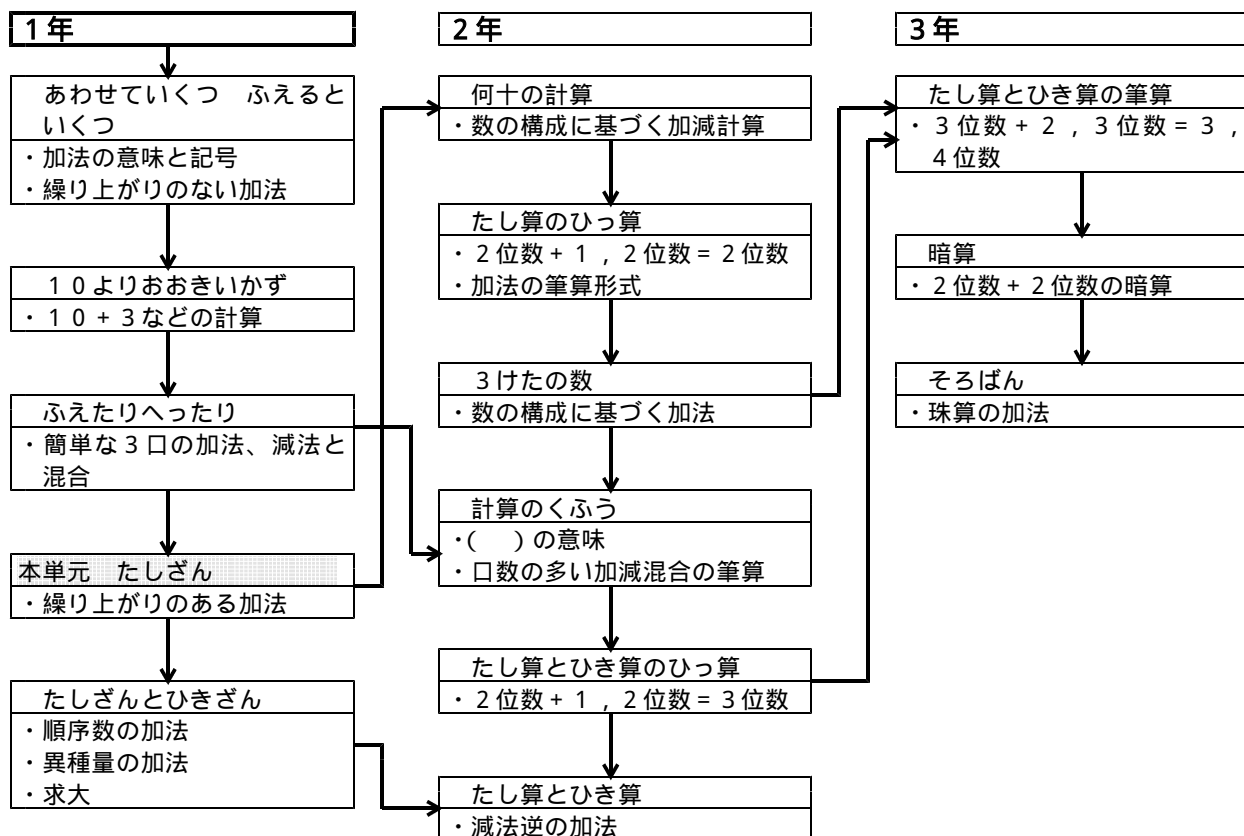 1年
あわせていくつ　ふえると
いくつ
・加法の意味と記号
・繰り上がりのない加法
１０よりおおきいかず
・１０+３などの計算
ふえたりへったり
・簡単な３口の加法、減法と
混合
本単元　たしざん
・繰り上がりのある加法
たしざんとひきざん
・順序数の加法
・異種量の加法
・求大
2年
何十の計算
・数の構成に基づく加減計算
たし算のひっ算
・２位数+１，２位数=２位数
・加法の筆算形式
３けたの数
・数の構成に基づく加法
計算のくふう
・(　)の意味
・口数の多い加減混合の筆算
たし算とひき算のひっ算
・２位数+１，２位数=３位数
たし算とひき算
・減法逆の加法
3年
たし算とひき算の筆算
・３位数+２，３位数=３，
４位数
暗算
・２位数+２位数の暗算
そろばん
・珠算の加法